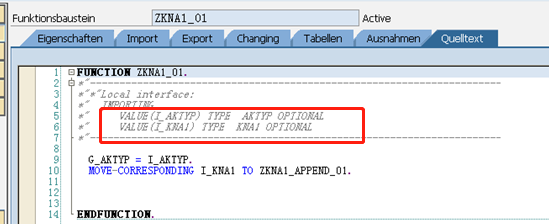 Funktionsbaustein ZKNA1_01 Active
Eigenschaften Import Export Changing Tabellen Ausnahmen Quelltext
1 FUNCTION ZKNA1_01.
2 *"----------------------------------------------------------------------
3 *"*"Local interface:
4 *" IMPORTING
5 *" VALUE(I_AKTYP) TYPE AKTYP OPTIONAL
6 *" VALUE(I_KNA1) TYPE KNA1 OPTIONAL
7 *"----------------------------------------------------------------------
8
9 G_AKTYP = I_AKTYP.
10 MOVE-CORRESPONDING I_KNA1 TO ZKNA1_APPEND_01.
11
12
13
14 ENDFUNCTION.